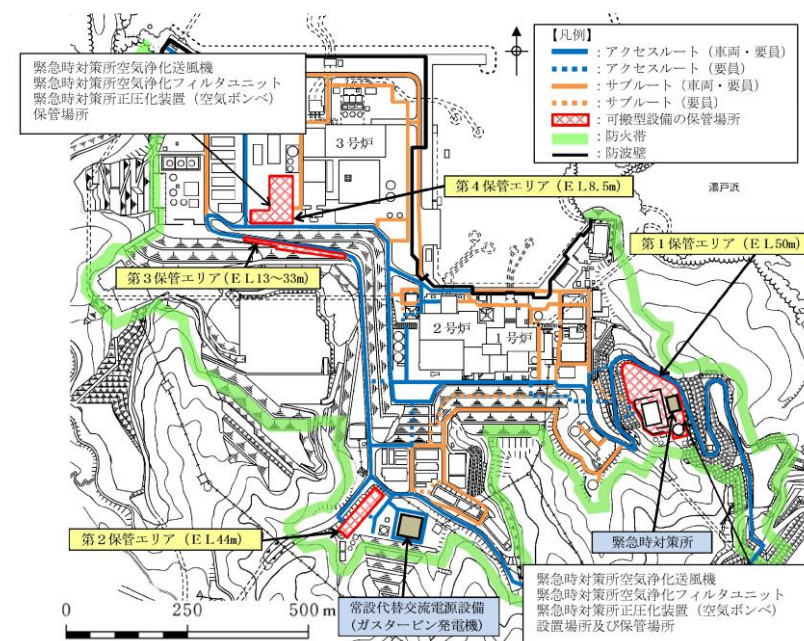 緊急時対策所空気浄化送風機
緊急時対策所空気浄化フィルタユニット
緊急時対策所正圧化装置（空気ボンベ）
保管場所
【凡例】
：アクセスルート（車両・要員）
：アクセスルート（要員）
：サブルート（車両・要員）
：サブルート（要員）
：可搬型設備の保管場所
：防火帯
：防波壁
3号炉
第4保管エリア（EL8.5m）
第3保管エリア（EL13～33m）
第1保管エリア（EL50m）
2号炉
1号炉
第2保管エリア（EL44m）
緊急時対策所
常設代替交流電源設備
（ガスタービン発電機）
緊急時対策所空気浄化送風機
緊急時対策所空気浄化フィルタユニット
緊急時対策所正圧化装置（空気ボンベ）
設置場所及び保管場所
0 250 500 m